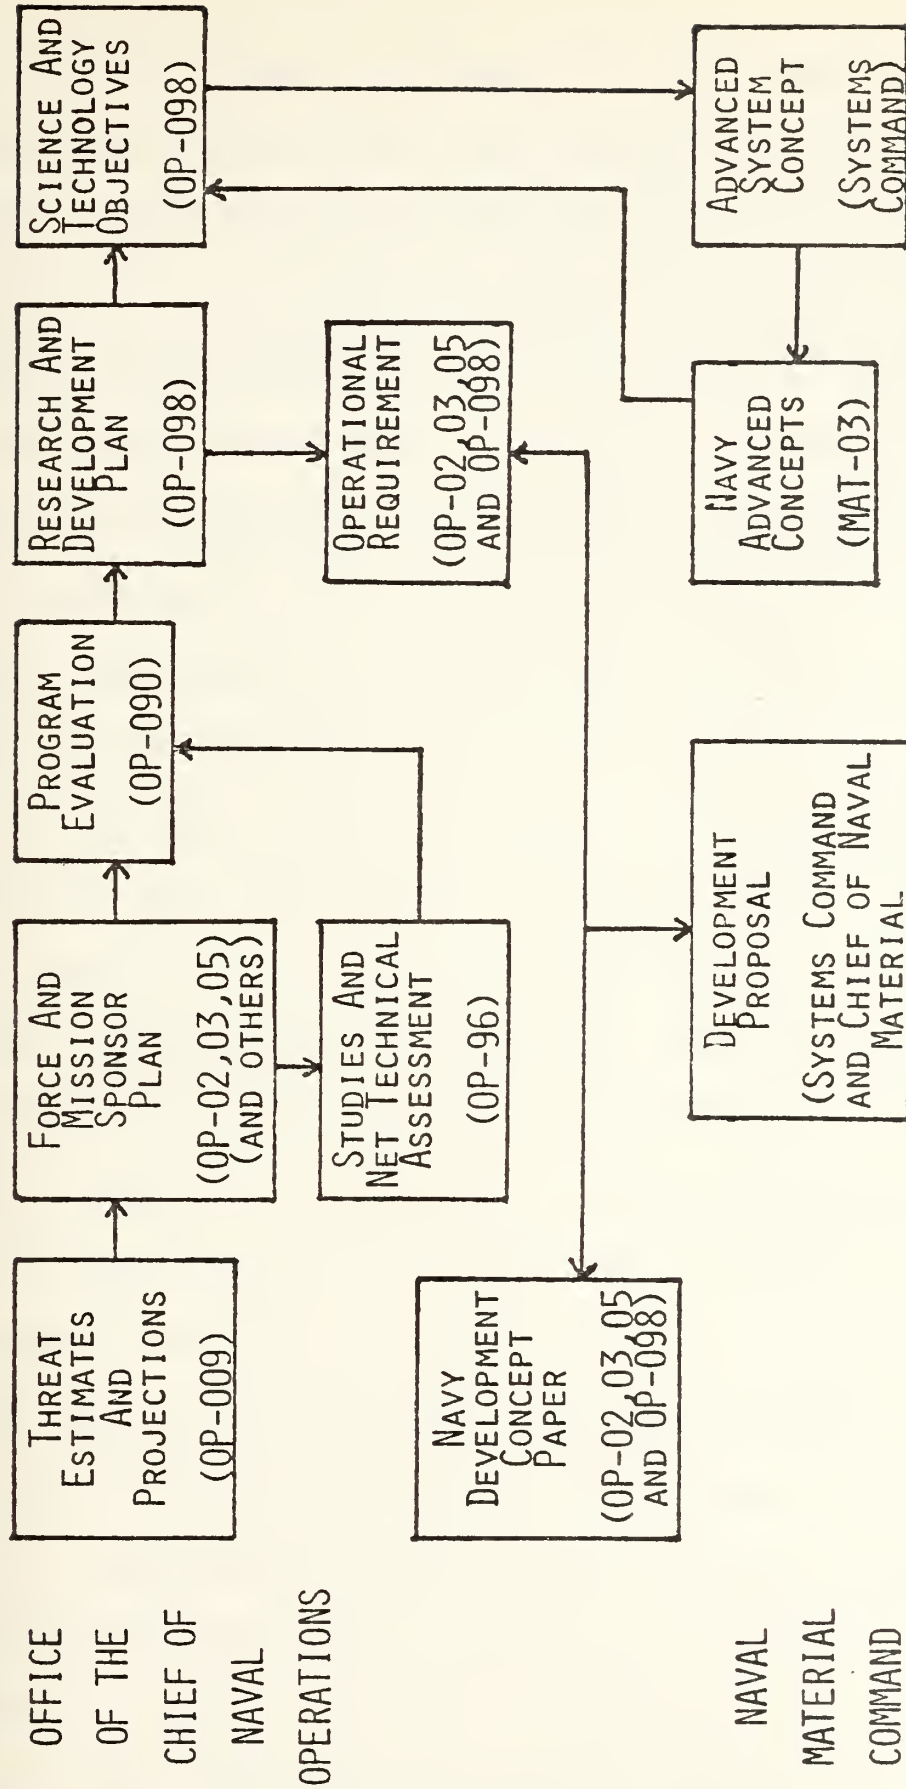 OFFICE
OF THE
CHIEF OF
NAVAL
OPERATIONS
THREAT
ESTIMATES
AND
PROJECTIONS
(OP-009)
FORCE AND
MISSION
SPONSOR
PLAN
(OP-02,03,05)
(AND OTHERS)
PROGRAM
EVALUATION
(OP-090)
RESEARCH AND
DEVELOPMENT
PLAN
(OP-098)
SCIENCE AND
TECHNOLOGY
OBJECTIVES
(OP-098)
STUDIES AND
NET TECHNICAL
ASSESSMENT
(OP-96)
OPERATIONAL
REQUIREMENT
(OP-02,03,05
AND OP-098)
NAVY
DEVELOPMENT
CONCEPT
PAPER
(OP-02,03,05
AND OP-098)
NAVAL
MATERIAL
COMMAND
DEVELOPMENT
PROPOSAL
(SYSTEMS COMMAND
AND CHIEF OF NAVAL
MATERIAL
NAVY
ADVANCED
CONCEPTS
(MAT-03)
ADVANCED
SYSTEM
CONCEPT
(SYSTEMS
COMMAND)